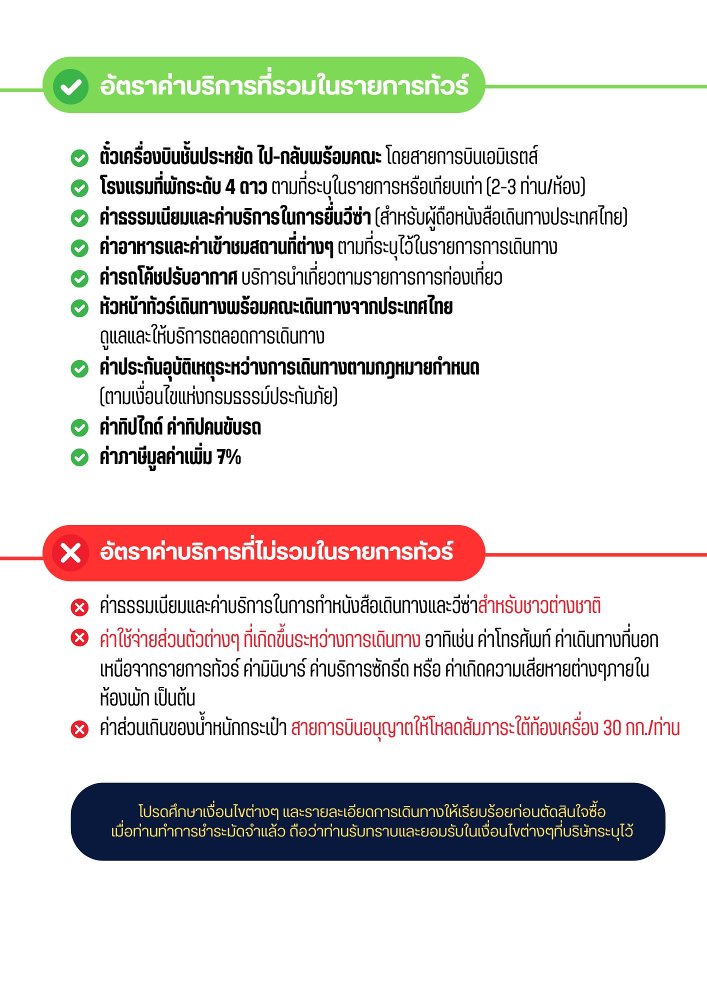 อัตราค่าบริการที่รวมในรายการทัวร์
ตั๋วเครื่องบินชั้นประหยัด ไป-กลับพร้อมคณะ โดยสายการบินเอมิเรตส์
โรงแรมที่พักระดับ 4 ดาว ตามที่ระบุในรายการหรือเทียบเท่า (2-3 ท่าน/ห้อง)
ค่าธรรมเนียมและค่าบริการในการยื่นวีซ่า (สำหรับผู้ถือหนังสือเดินทางประเทศไทย)
ค่าอาหารและค่าเข้าชมสถานที่ต่างๆ ตามที่ระบุไว้ในรายการการเดินทาง
ค่ารถโค้ชปรับอากาศ บริการนำเที่ยวตามรายการการท่องเที่ยว
หัวหน้าทัวร์เดินทางพร้อมคณะเดินทางจากประเทศไทย
ดูแลและให้บริการตลอดการเดินทาง
ค่าประกันอุบัติเหตุระหว่างการเดินทางตามกฎหมายกำหนด
(ตามเงื่อนไขแห่งกรมธรรม์ประกันภัย)
ค่าทิปไกด์ ค่าทิปคนขับรถ
ค่าภาษีมูลค่าเพิ่ม 7%
อัตราค่าบริการที่ไม่รวมในรายการทัวร์
ค่าธรรมเนียมและค่าบริการในการทำหนังสือเดินทางและวีซ่าสำหรับชาวต่างชาติ
ค่าใช้จ่ายส่วนตัวต่างๆ ที่เกิดขึ้นระหว่างการเดินทาง อาทิเช่น ค่าโทรศัพท์ ค่าเดินทางที่นอก
เหนือจากรายการทัวร์ ค่ามินิบาร์ ค่าบริการซักรีด หรือ ค่าเกิดความเสียหายต่างๆภายใน
ห้องพัก เป็นต้น
ค่าส่วนเกินของน้ำหนักกระเป๋า สายการบินอนุญาตให้โหลดสัมภาระใต้ท้องเครื่อง 30 กก./ท่าน
โปรดศึกษาเงื่อนไขต่างๆ และรายละเอียดการเดินทางให้เรียบร้อยก่อนตัดสินใจซื้อ
เมื่อท่านทำการชำระมัดจำแล้ว ถือว่าท่านรับทราบและยอมรับในเงื่อนไขต่างๆที่บริษัทระบุไว้